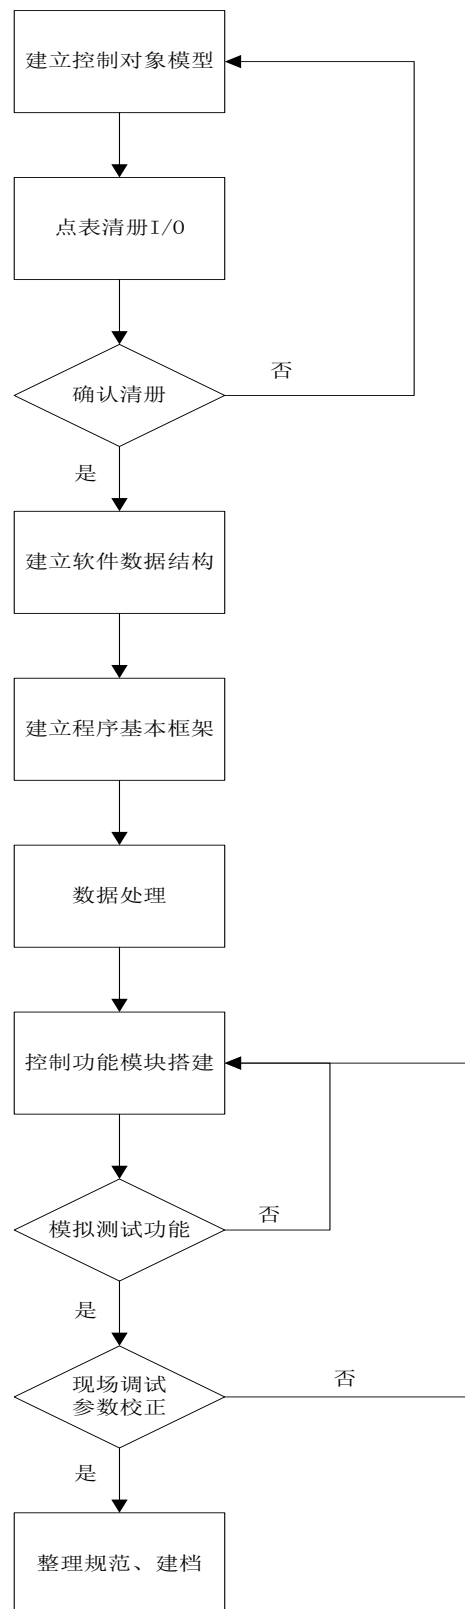 建立控制对象模型
点表清册I/O
确认清册
否
是
建立软件数据结构
建立程序基本框架
数据处理
控制功能模块搭建
模拟测试功能
否
是
现场调试
参数校正
否
是
整理规范、建档